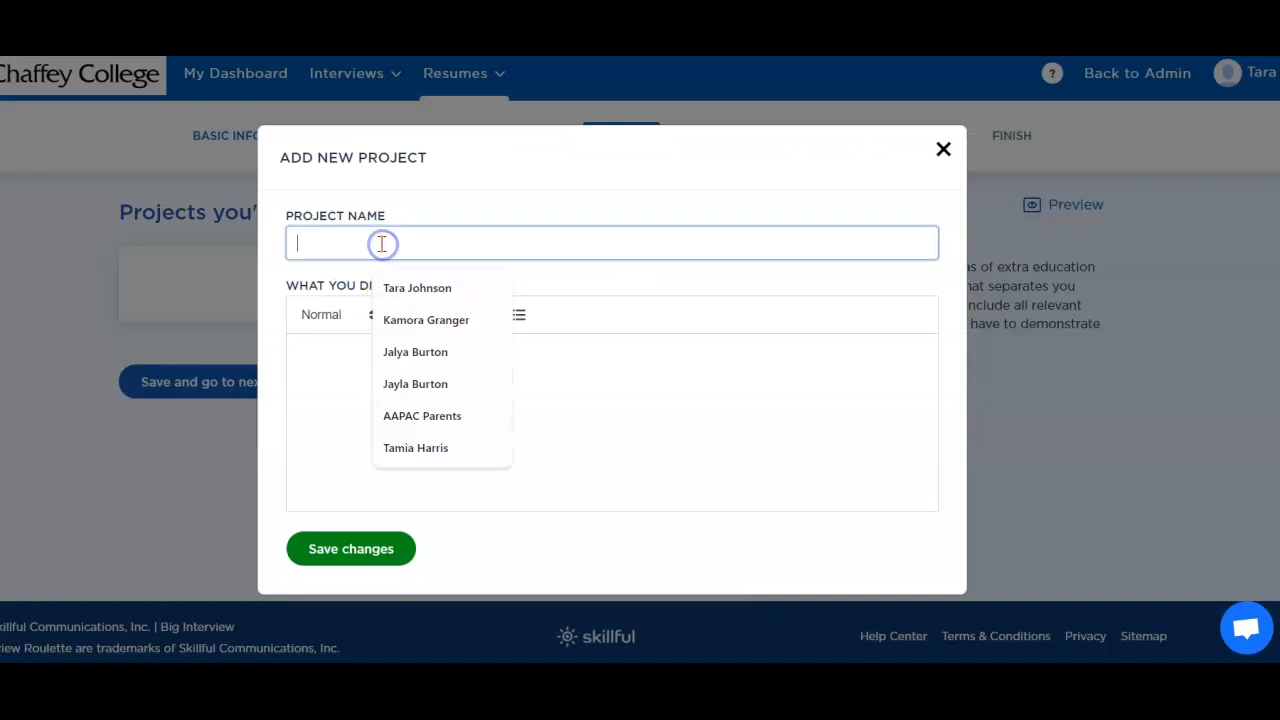 Chaffey College
My Dashboard
Interviews
Resumes
?
Back to Admin
Tara
BASIC INFO
FINISH
ADD NEW PROJECT
PROJECT NAME
Projects you'
Preview
WHAT YOU DI
Normal
Tara Johnson
Kamora Granger
Jalya Burton
Jayla Burton
AAPAC Parents
Tamia Harris
as of extra education
hat separates you
nclude all relevant
have to demonstrate
Save and go to nex
Save changes
killful Communications, Inc. | Big Interview
view Roulette are trademarks of Skillful Communications, Inc.
skillful
Help Center
Terms & Conditions
Privacy
Sitemap